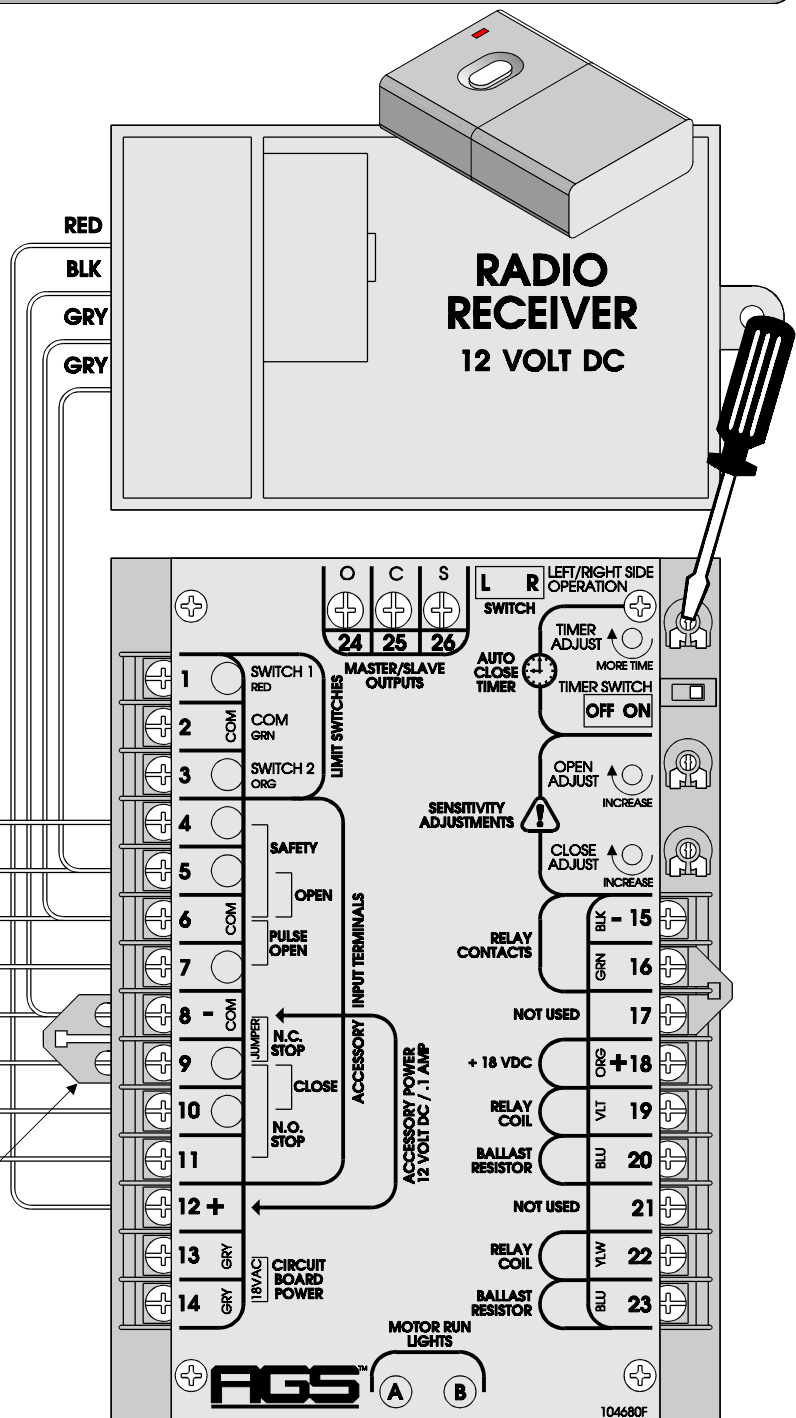 RED
BLK
GRY
GRY
RADIO
RECEIVER
12 VOLT DC
O C S
24 25 26
MASTER/SLAVE
OUTPUTS
L R
SWITCH
LEFT/RIGHT SIDE
OPERATION
TIMER
ADJUST
MORE TIME
AUTO
CLOSE
TIMER
TIMER SWITCH
OFF ON
OPEN
ADJUST
INCREASE
SENSITIVITY
ADJUSTMENTS
!
CLOSE
ADJUST
INCREASE
1
SWITCH 1
RED
2
COM
COM
GRN
3
SWITCH 2
ORG
LIMIT SWITCHES
4
SAFETY
5
OPEN
6
COM
PULSE
OPEN
7
8 -
COM
JUMPER
N.C.
STOP
9
CLOSE
10
N.O.
STOP
11
12 +
ACCESSORY INPUT TERMINALS
ACCESSORY POWER
12 VOLT DC / .1 AMP
13
GRY
14
GRY
18VAC
CIRCUIT
BOARD
POWER
RELAY
CONTACTS
BLK
- 15
GRN
16
NOT USED
17
+ 18 VDC
ORG
+18
RELAY
COIL
VLT
19
BALLAST
RESISTOR
BLU
20
NOT USED
21
RELAY
COIL
YLW
22
BALLAST
RESISTOR
BLU
23
MOTOR RUN
LIGHTS
A B
AGS™
104680F